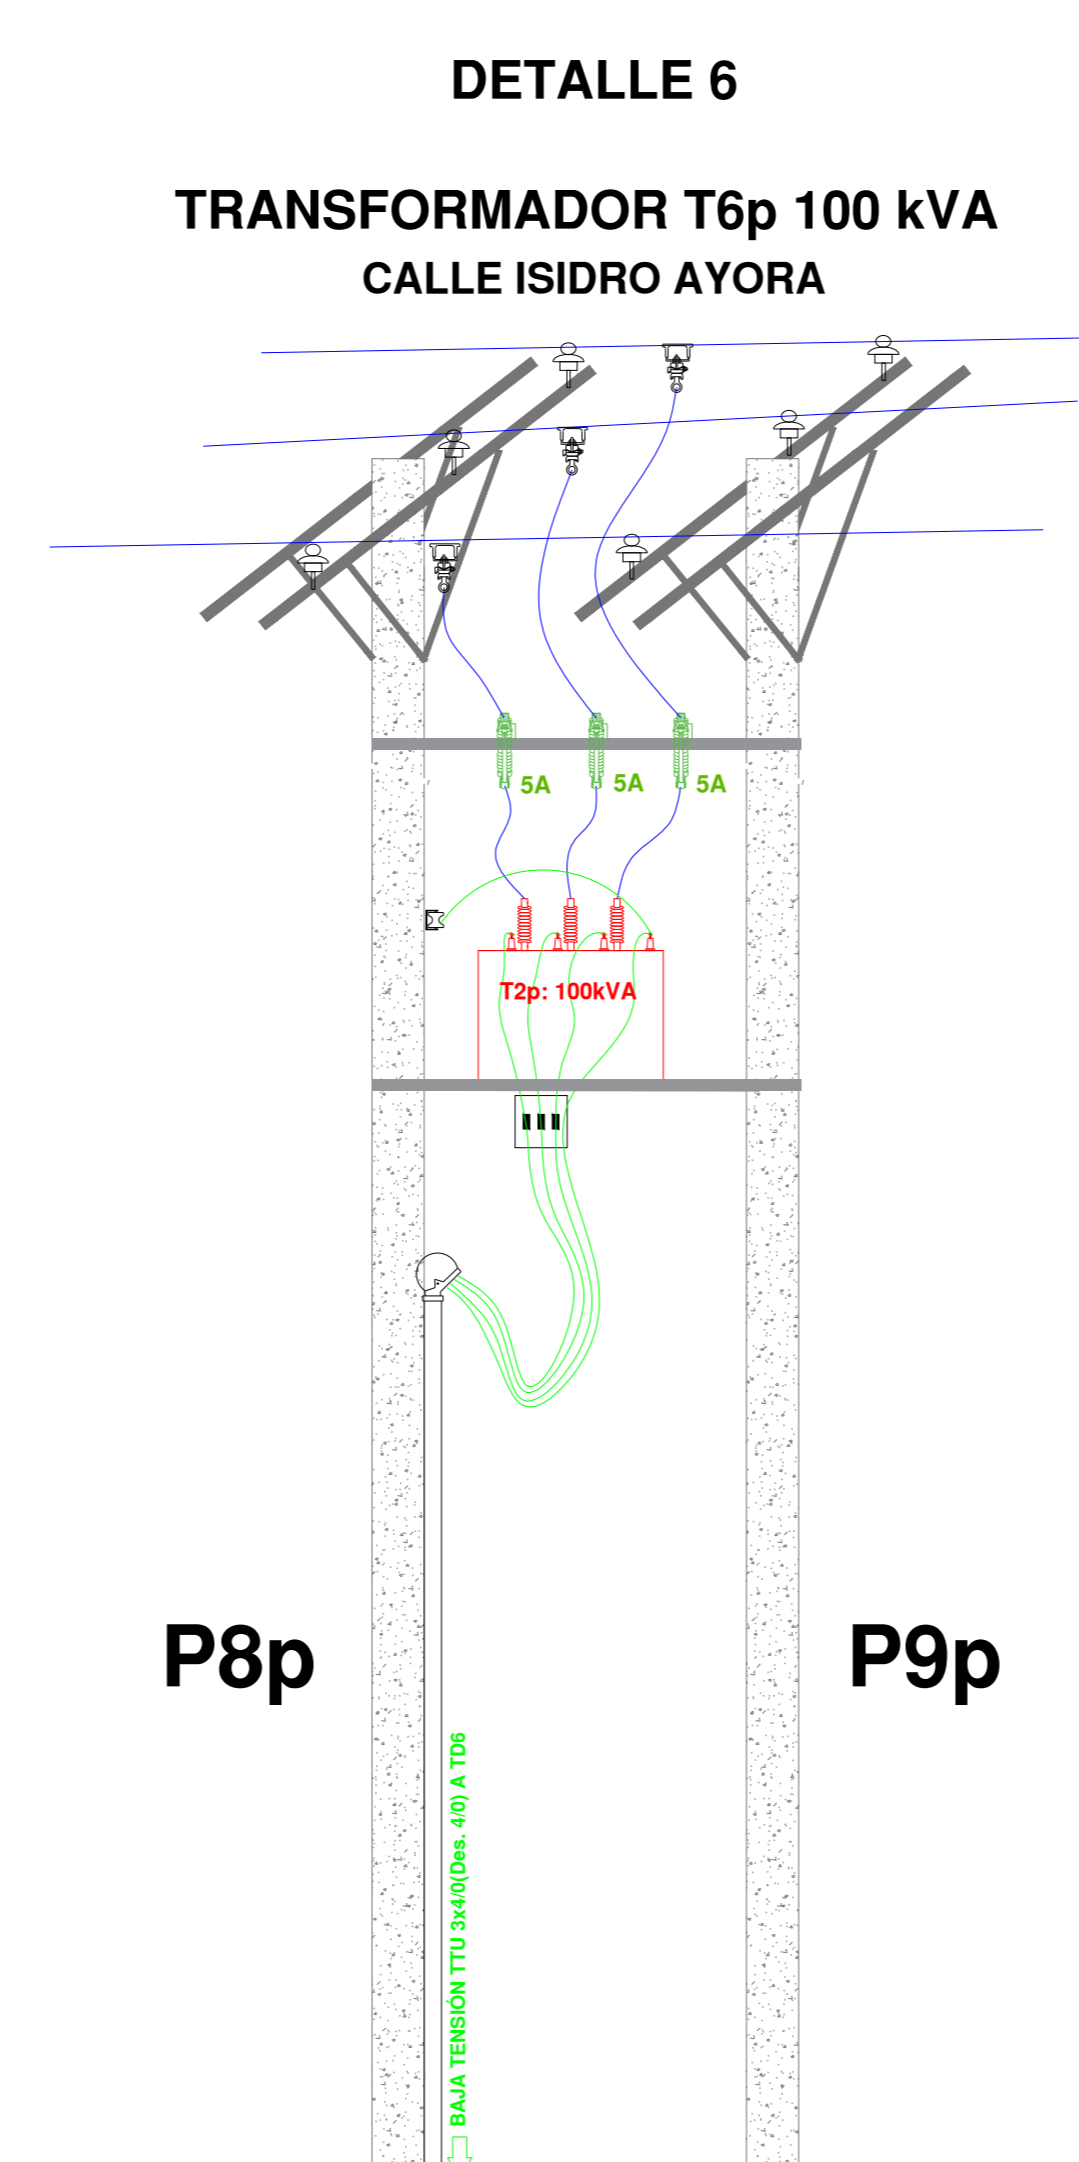 DETALLE 6
TRANSFORMADOR T6p 100 kVA
CALLE ISIDRO AYORA
5A
5A
5A
T2p: 100kVA
P8p
P9p
BAJA TENSIÓN TTU 3x4/0(Des. 4/0) A TD6